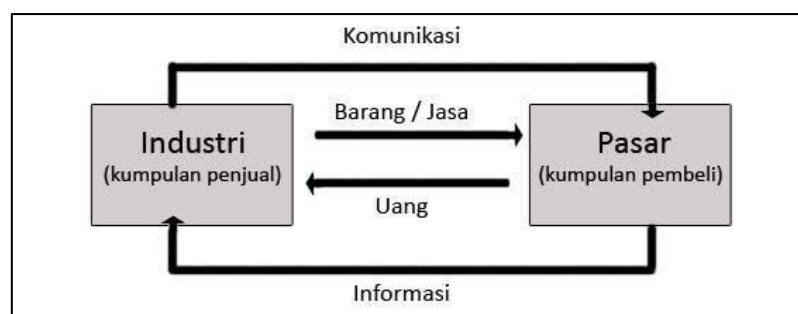 Komunikasi
Barang / Jasa
Industri
(kumpulan penjual)
Pasar
(kumpulan pembeli)
Uang
Informasi